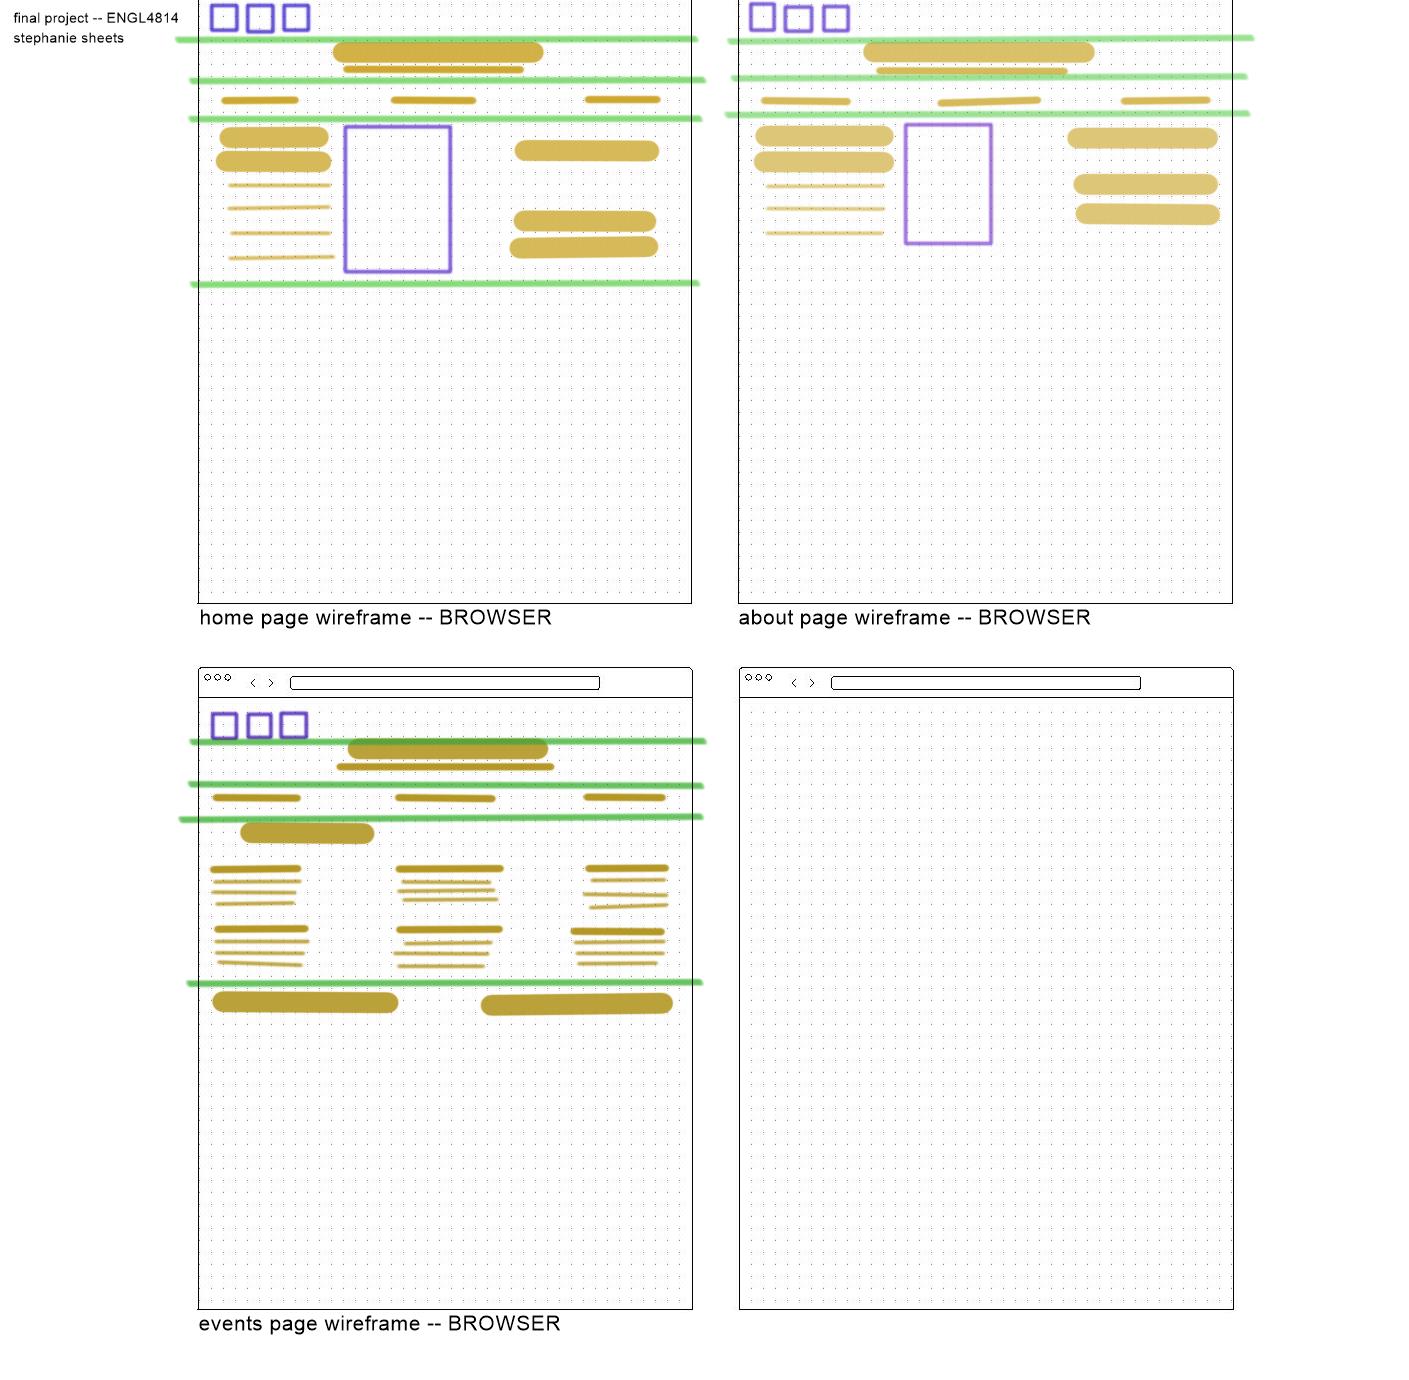 final project -- ENGL4814
stephanie sheets
home page wireframe -- BROWSER
about page wireframe -- BROWSER
events page wireframe -- BROWSER